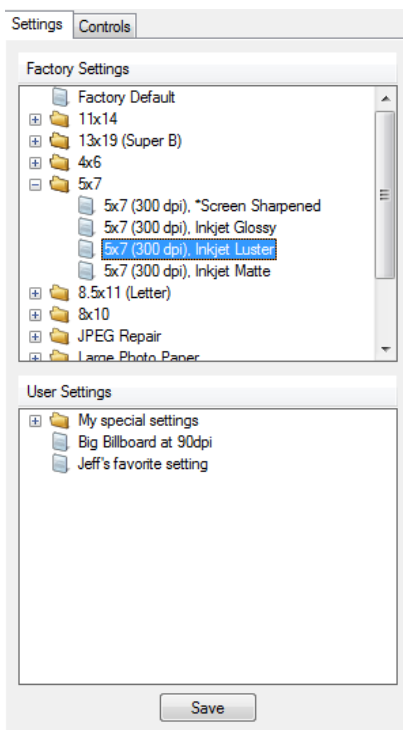 Settings Controls
Factory Settings
Factory Default
11x14
13x19 (Super B)
4x6
5x7
5x7 (300 dpi), *Screen Sharpened
5x7 (300 dpi), Inkjet Glossy
5x7 (300 dpi), Inkjet Luster
5x7 (300 dpi), Inkjet Matte
8.5x11 (Letter)
8x10
JPEG Repair
Large Photo Paper
User Settings
My special settings
Big Billboard at 90dpi
Jeff's favorite setting
Save